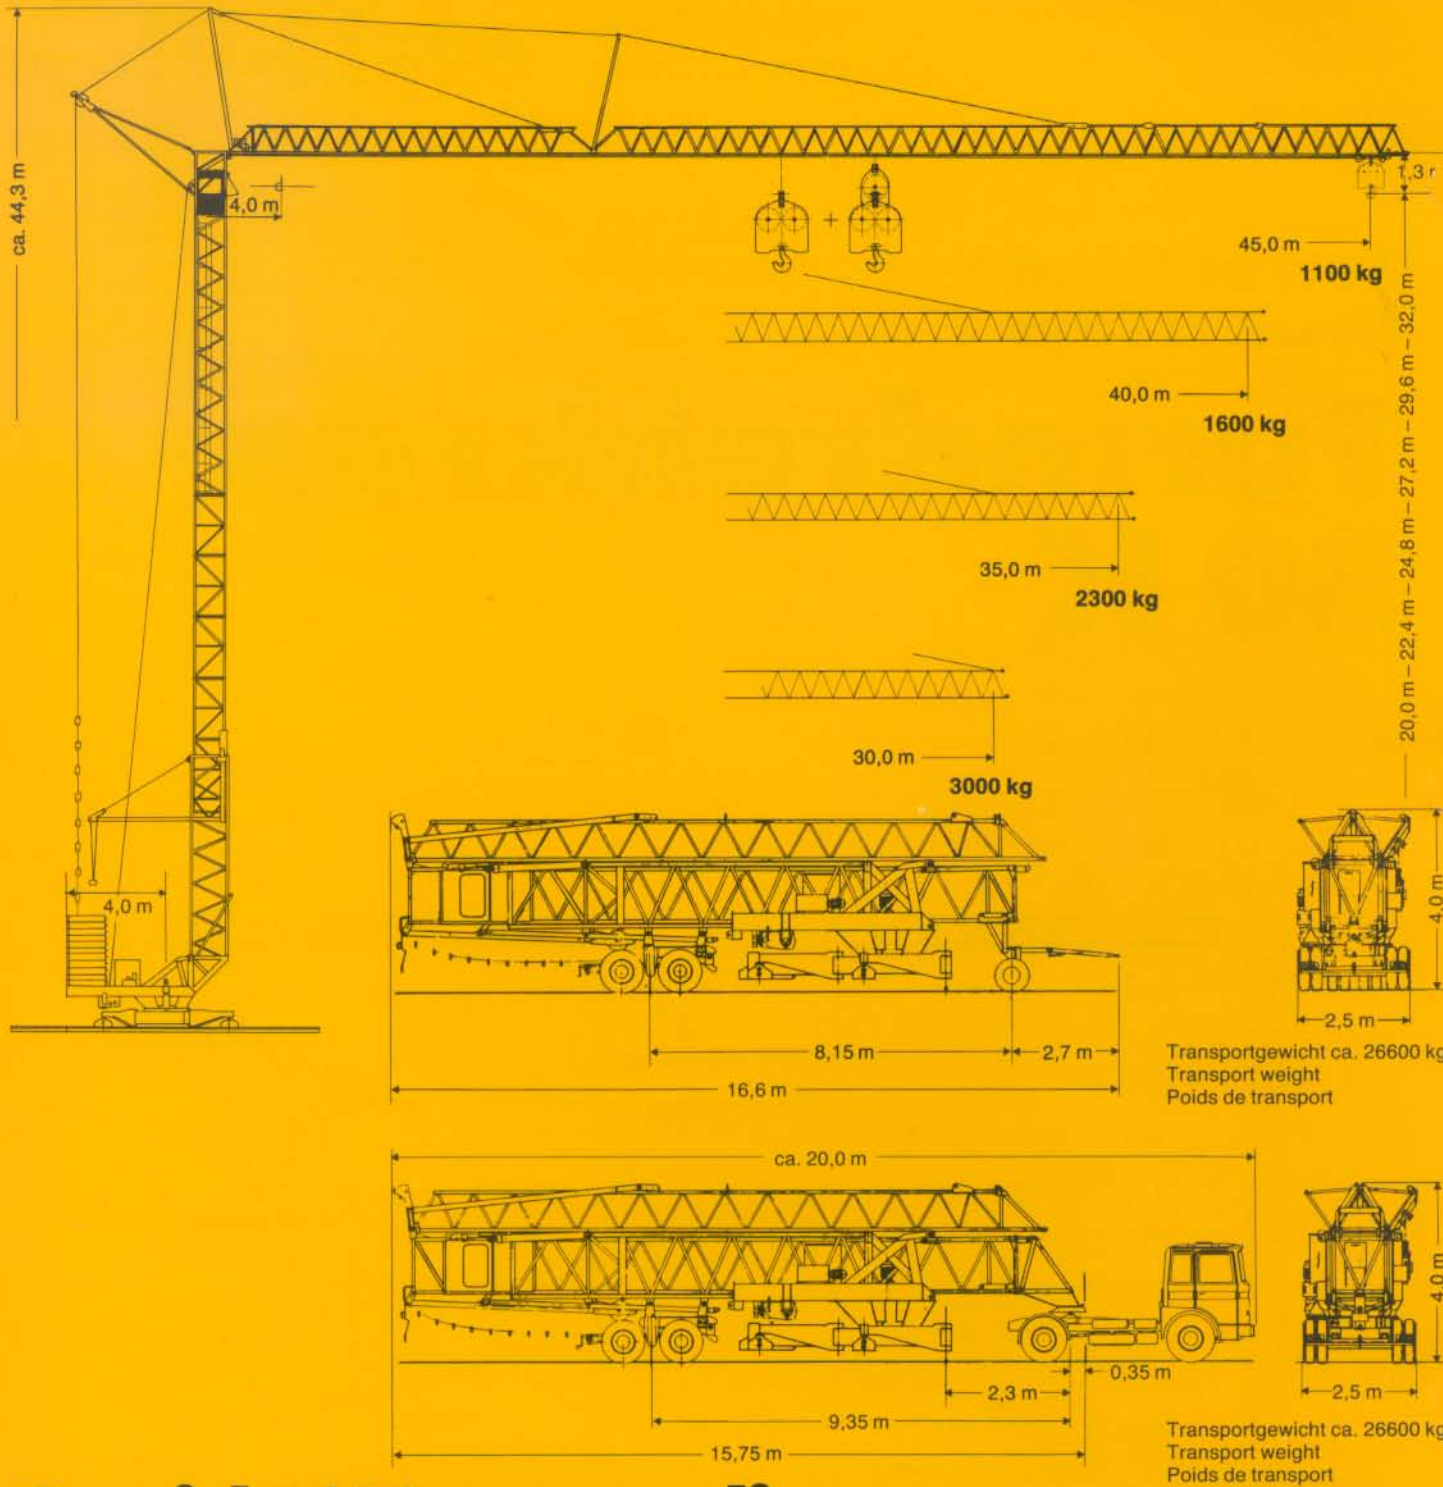 ca. 44,3 m
4,0 m
1,3
45,0 m
1100 kg
+
40,0 m
1600 kg
35,0 m
2300 kg
30,0 m
3000 kg
20,0 m – 22,4 m – 24,8 m – 27,2 m – 29,6 m – 32,0 m
4,0 m
4,0 m
2,5 m
8,15 m
2,7 m
16,6 m
Transportgewicht ca. 26600 kg
Transport weight
Poids de transport
ca. 20,0 m
4,0 m
0,35 m
2,3 m
2,5 m
9,35 m
15,75 m
Transportgewicht ca. 26600 kg
Transport weight
Poids de transport